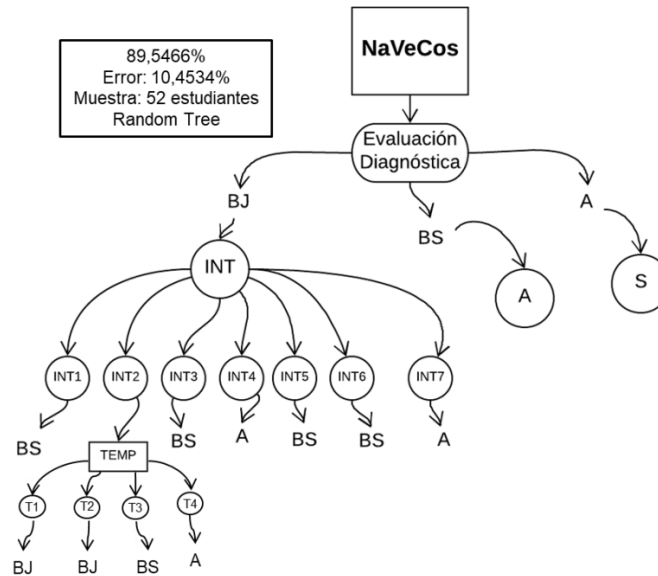 89,5466%
Error: 10,4534%
Muestra: 52 estudiantes
Random Tree
NaVeCos
Evaluación
Diagnóstica
BJ
BS
A
INT
A
S
INT1
INT2
INT3
INT4
INT5
INT6
INT7
BS
BS
A
BS
BS
A
TEMP
T1
T2
T3
T4
BJ
BJ
BS
A